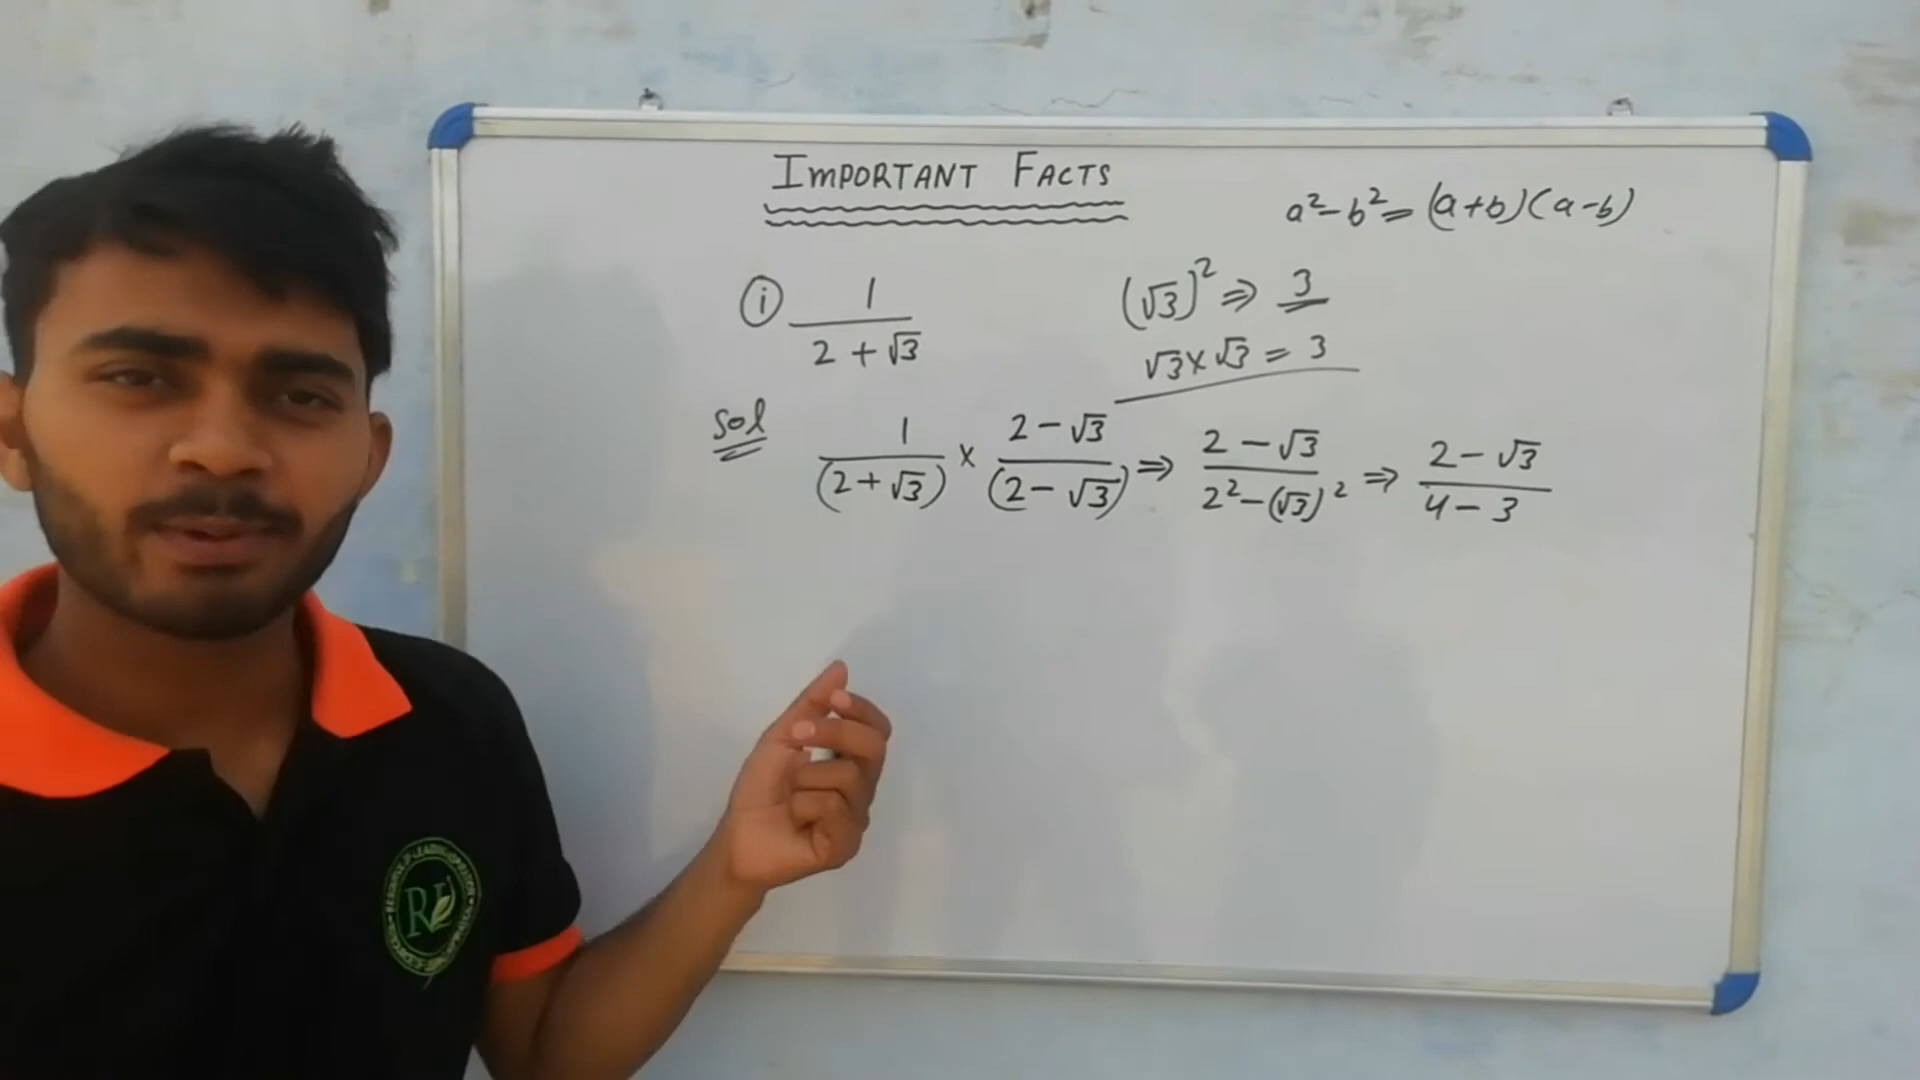 IMPORTANT FACTS
a²-b² = (a+b)(a-b)
(i) 1/(2+√3)
(√3)² ⇒ 3
√3×√3 = 3
Sol 1/(2+√3) × (2-√3)/(2-√3) ⇒ (2-√3)/(2²-(√3)²) ⇒ (2-√3)/(4-3)